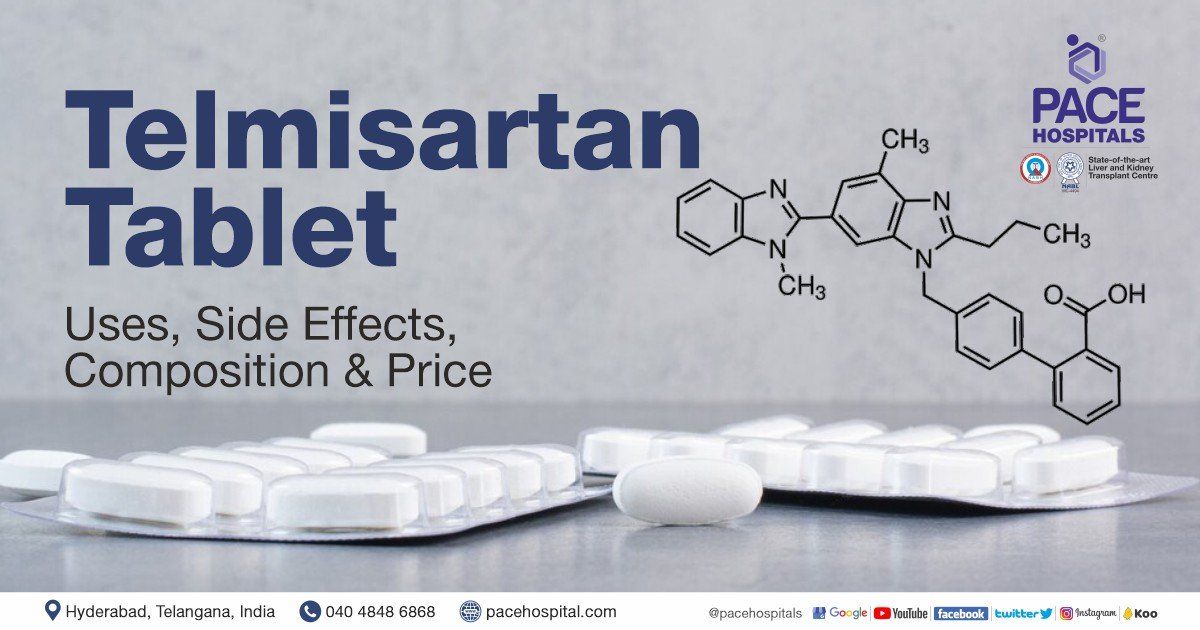 Telmisartan
Tablet
Uses, Side Effects,
Composition & Price
®
PACE
HOSPITALS
NABL
State-of-the-art
Liver and Kidney
Transplant Centre
CH₃
N
N
N
CH₃
N
CH₃
O
OH
Hyderabad, Telangana, India
040 4848 6868
pacehospital.com
@pacehospitals
Google
YouTube
facebook
twitter
Instagram
Koo